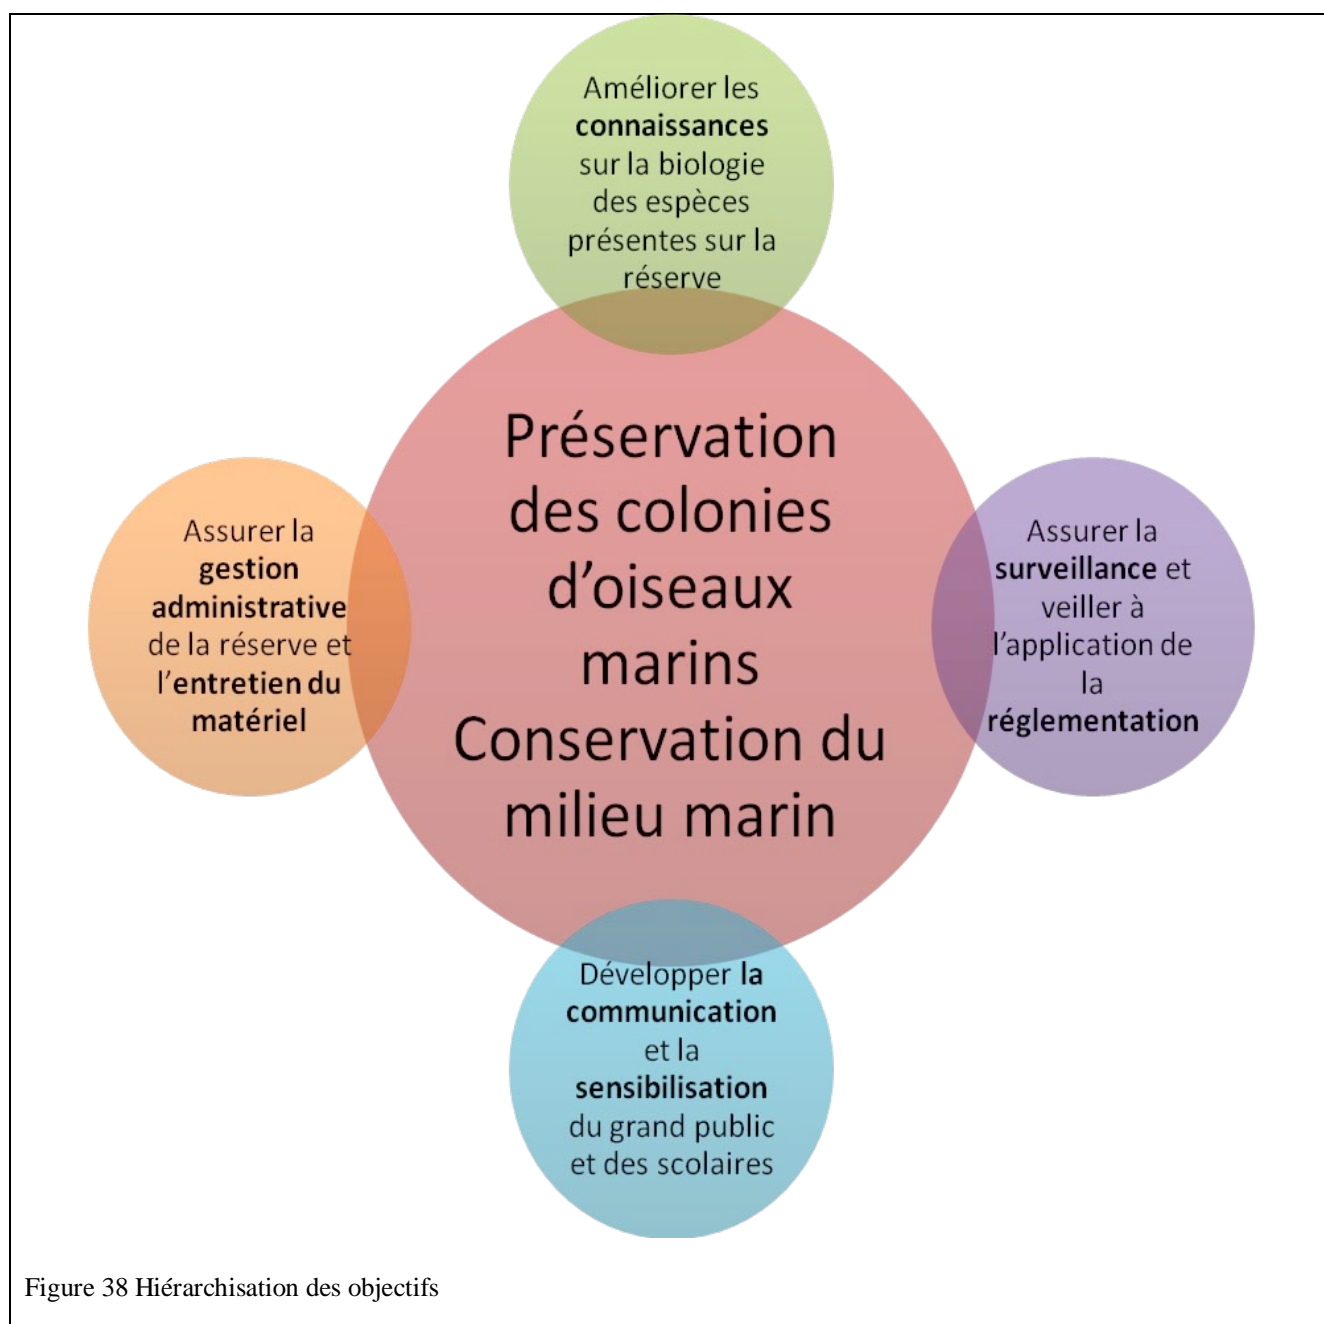 Améliorer les
connaissances
sur la biologie
des espèces
présentes sur la
réserve
Préservation
des colonies
d'oiseaux
marins
Conservation du
milieu marin
Assurer la
gestion
administrative
de la réserve et
l'entretien du
matériel
Assurer la
surveillance et
veiller à
l'application de
la
réglementation
Développer la
communication
et la
sensibilisation
du grand public
et des scolaires
Figure 38 Hiérarchisation des objectifs